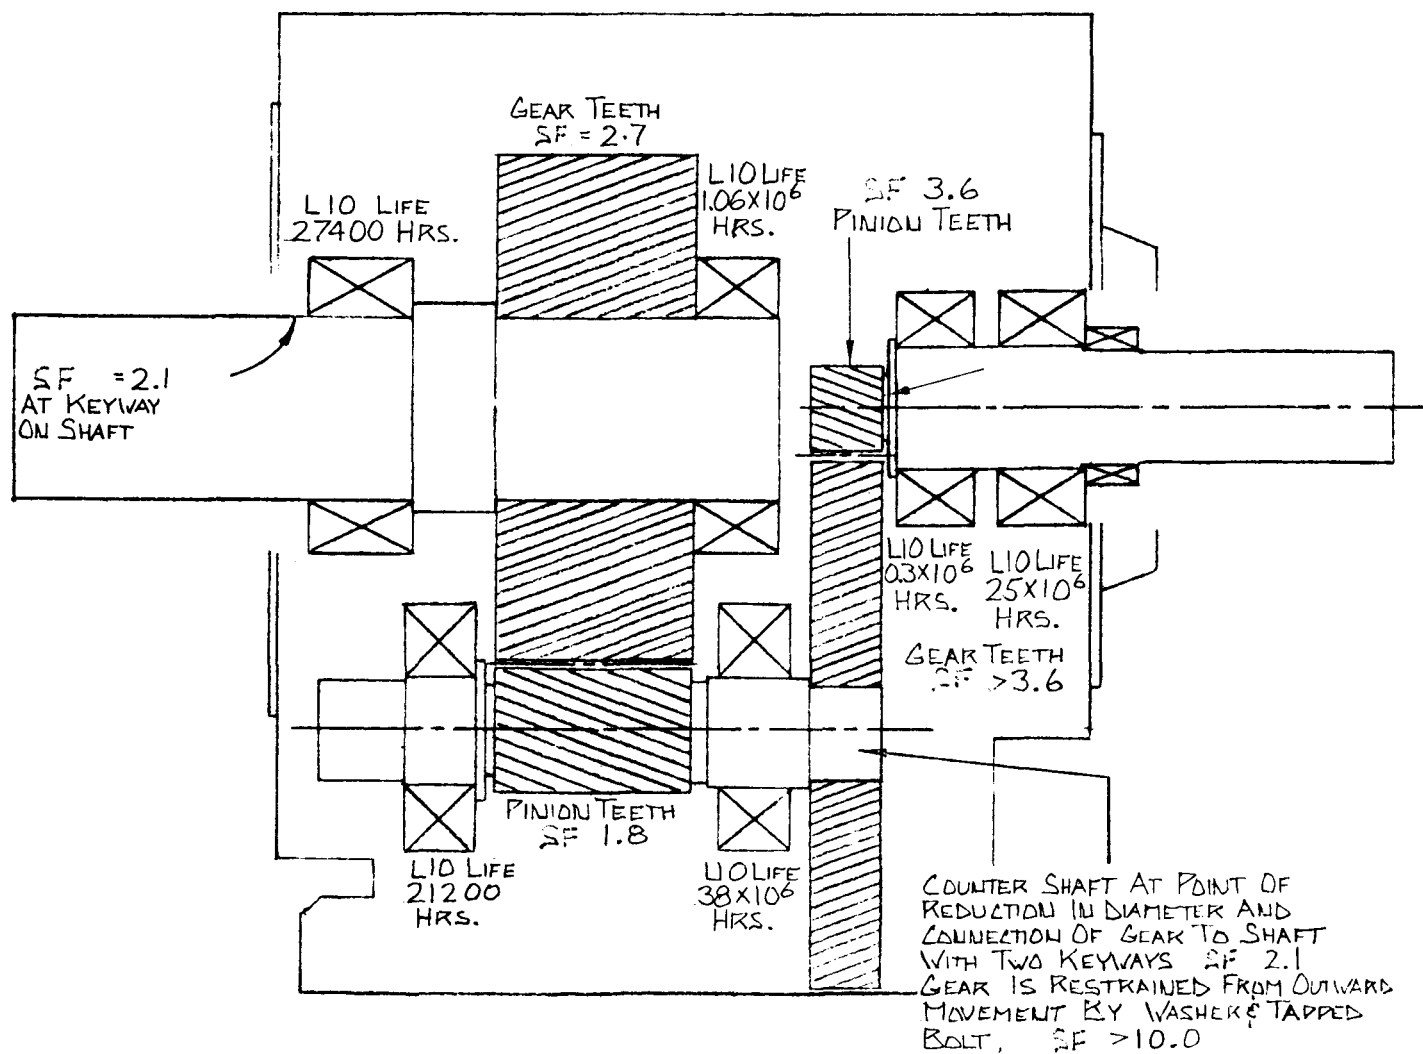 GEAR TEETH
SF = 2.7
L10 LIFE
27400 HRS.
L10 LIFE
1.06X10⁶
HRS.
SF 3.6
PINION TEETH
SF = 2.1
AT KEYWAY
ON SHAFT
L10 LIFE
0.3X10⁶
HRS.
L10 LIFE
25X10⁶
HRS.
GEAR TEETH
SF >3.6
PINION TEETH
SF 1.8
L10 LIFE
21200
HRS.
L10 LIFE
38X10⁶
HRS.
COUNTER SHAFT AT POINT OF
REDUCTION IN DIAMETER AND
CONNECTION OF GEAR TO SHAFT
WITH TWO KEYWAYS SF 2.1
GEAR IS RESTRAINED FROM OUTWARD
MOVEMENT BY WASHER & TAPPED
BOLT, SF >10.0